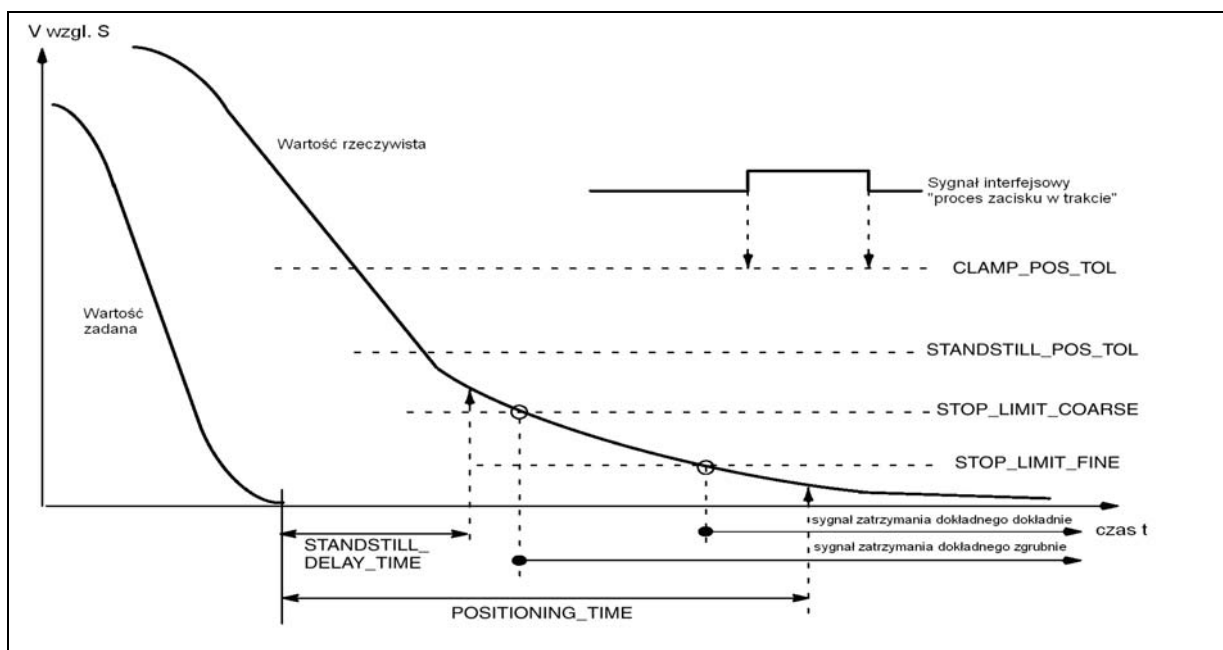 V wzgl. S
Wartość rzeczywista
Sygnał interfejsowy
"proces zacisku w trakcie"
CLAMP_POS_TOL
Wartość
zadana
STANDSTILL_POS_TOL
STOP_LIMIT_COARSE
STOP_LIMIT_FINE
sygnał zatrzymania dokładnego dokładnie
czas t
STANDSTILL_
DELAY_TIME
sygnał zatrzymania dokładnego zgrubnie
POSITIONING_TIME